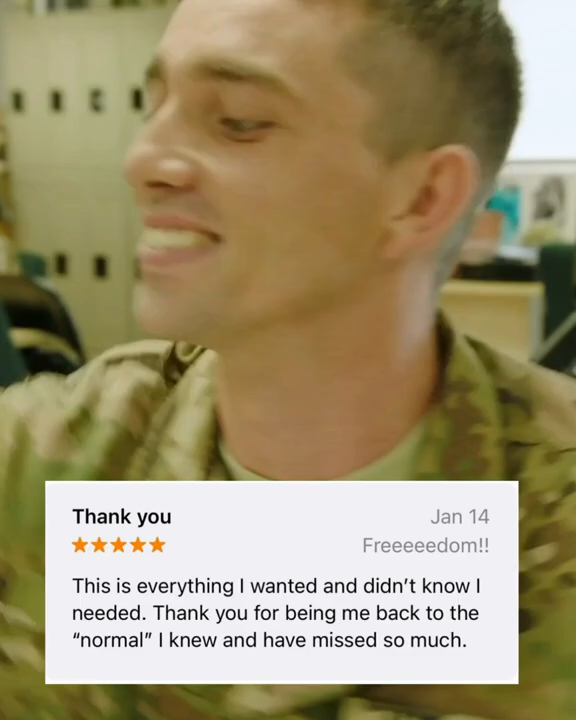 Thank you
Jan 14
★★★★★
Freeeeedom!!
This is everything I wanted and didn’t know I
needed. Thank you for being me back to the
“normal” I knew and have missed so much.